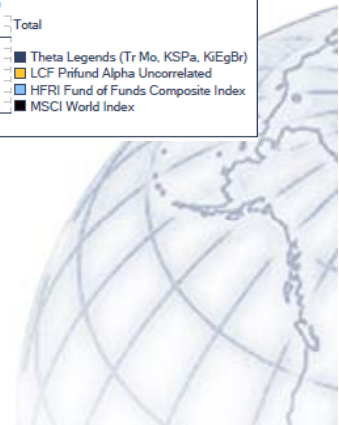 Total
Theta Legends (Tr Mo, KSPa, KiEgBr)
LCF Prifund Alpha Uncorrelated
HFRI Fund of Funds Composite Index
MSCI World Index